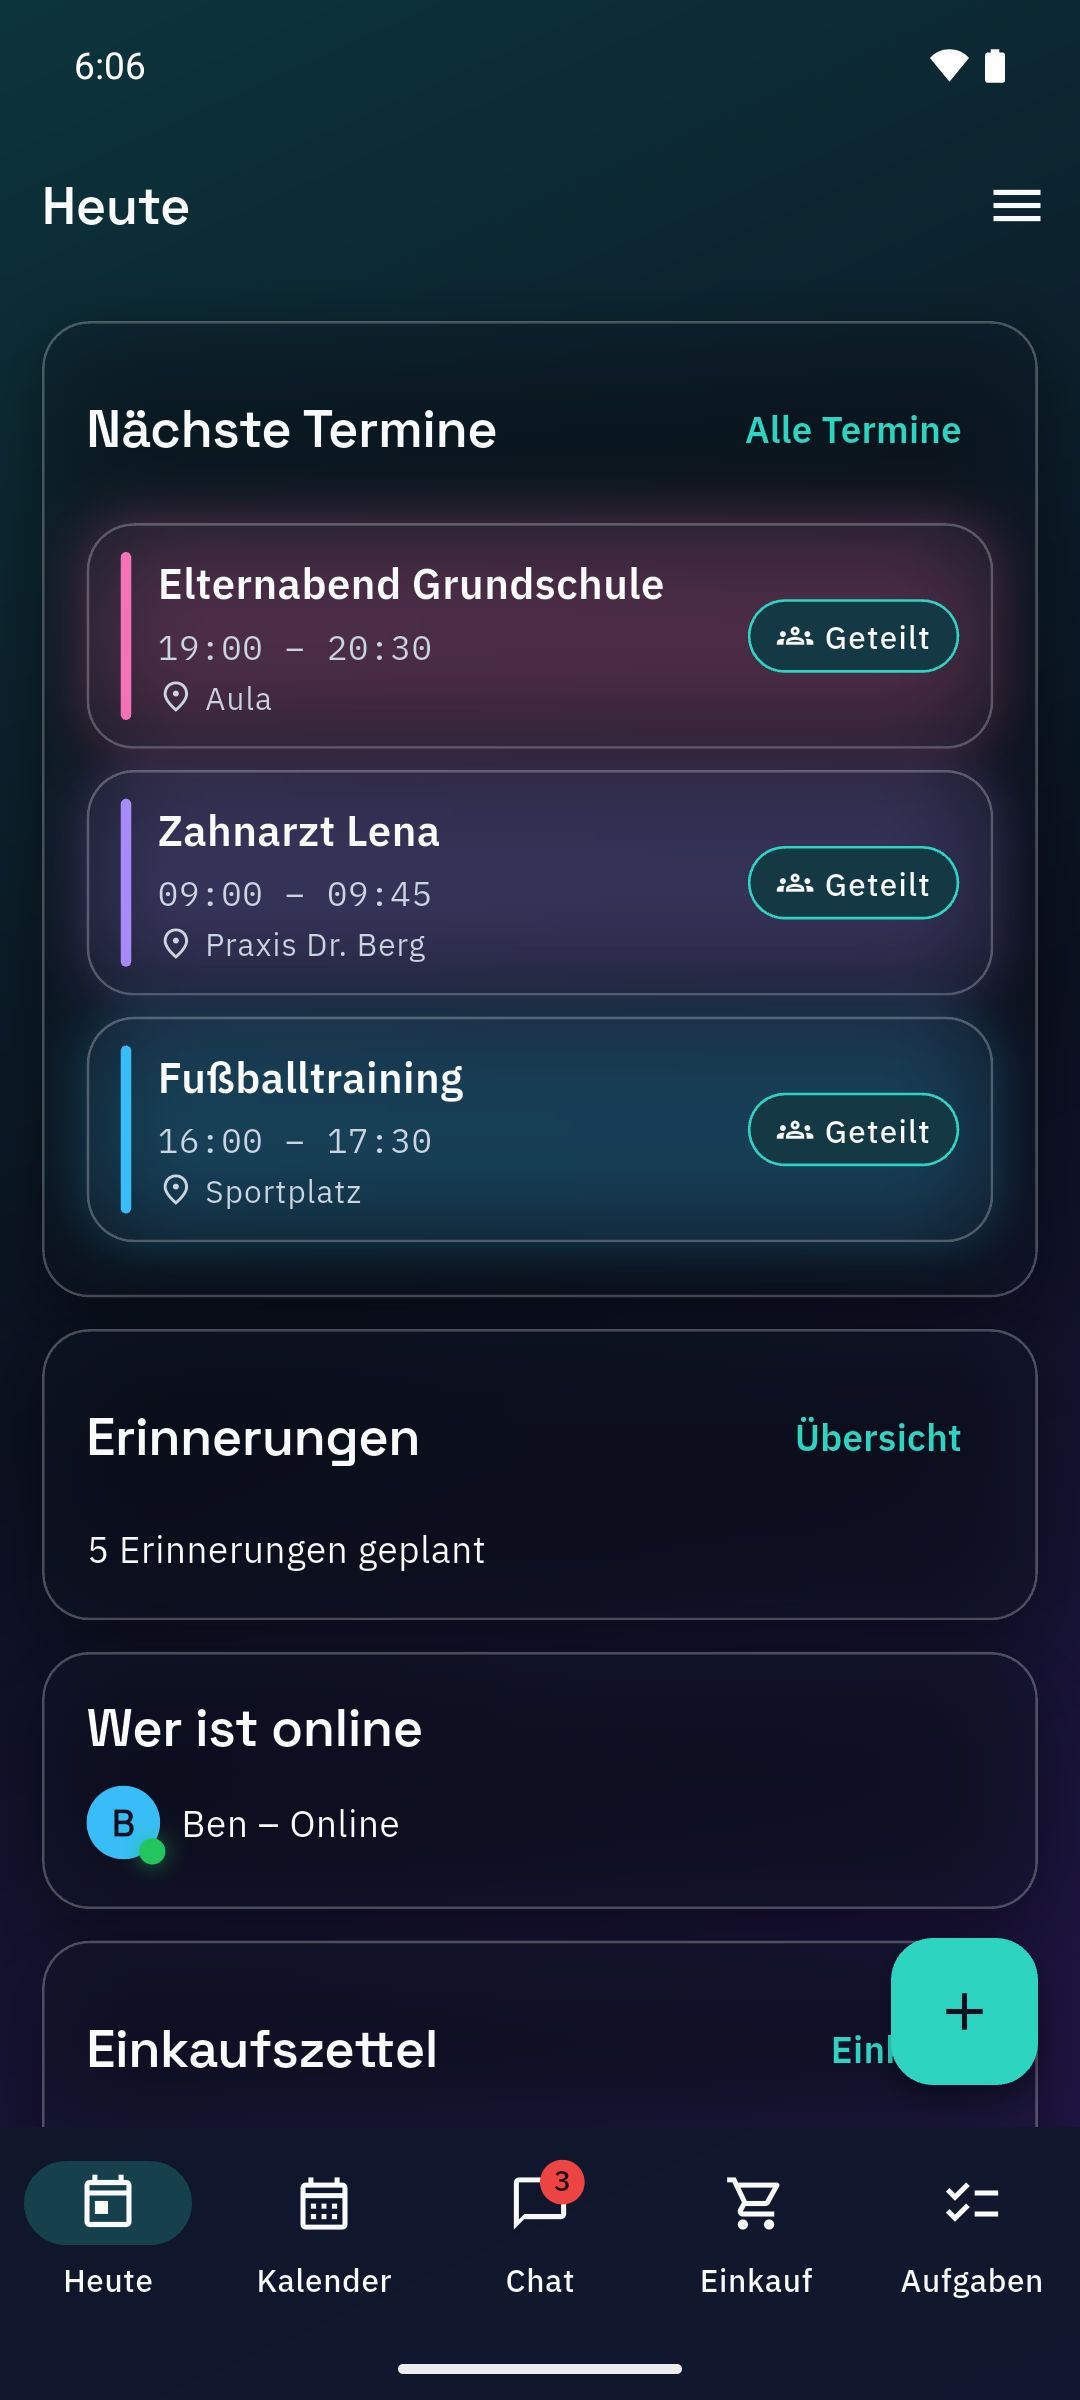 6:06
Heute
Nächste Termine
Alle Termine
Elternabend Grundschule
19:00 – 20:30
Aula
Geteilt
Zahnarzt Lena
09:00 – 09:45
Praxis Dr. Berg
Geteilt
Fußballtraining
16:00 – 17:30
Sportplatz
Geteilt
Erinnerungen
Übersicht
5 Erinnerungen geplant
Wer ist online
B
Ben – Online
Einkaufszettel
3
Heute
Kalender
Chat
Einkauf
Aufgaben